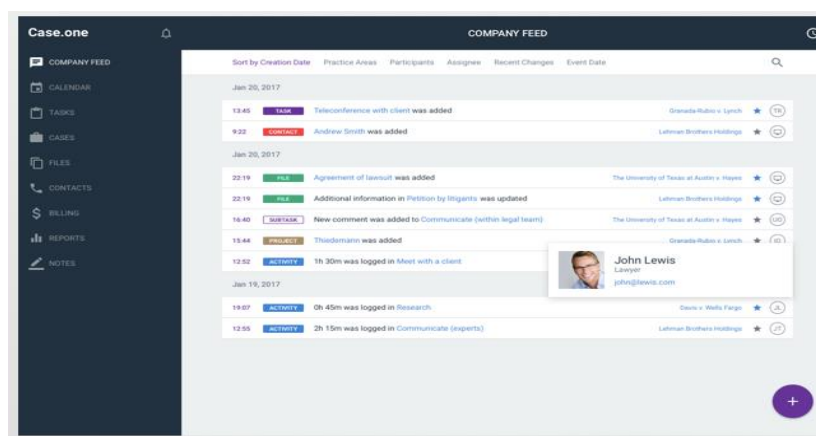 Case.one
COMPANY FEED
COMPANY FEED
CALENDAR
TASKS
CASES
FILES
CONTACTS
BILLING
REPORTS
NOTES
Sort by Creation Date Practice Areas Participants Assignee Recent Changes Event Date
Jan 20, 2017
13:45 TASK Teleconference with client was added Granada-Rubio v. Lynch TR
9:22 CONTACT Andrew Smith was added Lehman Brothers Holdings
Jan 20, 2017
22:19 FILE Agreement of lawsuit was added The University of Texas at Austin v. Hayes
22:19 FILE Additional information in Petition by litigants was updated Lehman Brothers Holdings
16:40 SUBTASK New comment was added to Communicate (within legal team) The University of Texas at Austin v. Hayes
15:44 PROJECT Thiedemann was added Granada-Rubio v. Lynch
12:52 ACTIVITY 1h 30m was logged in Meet with a client
John Lewis
Lawyer
john@lewis.com
Jan 19, 2017
19:07 ACTIVITY 0h 45m was logged in Research Davis v. Wells Fargo JL
12:55 ACTIVITY 2h 15m was logged in Communicate (experts) Lehman Brothers Holdings JT